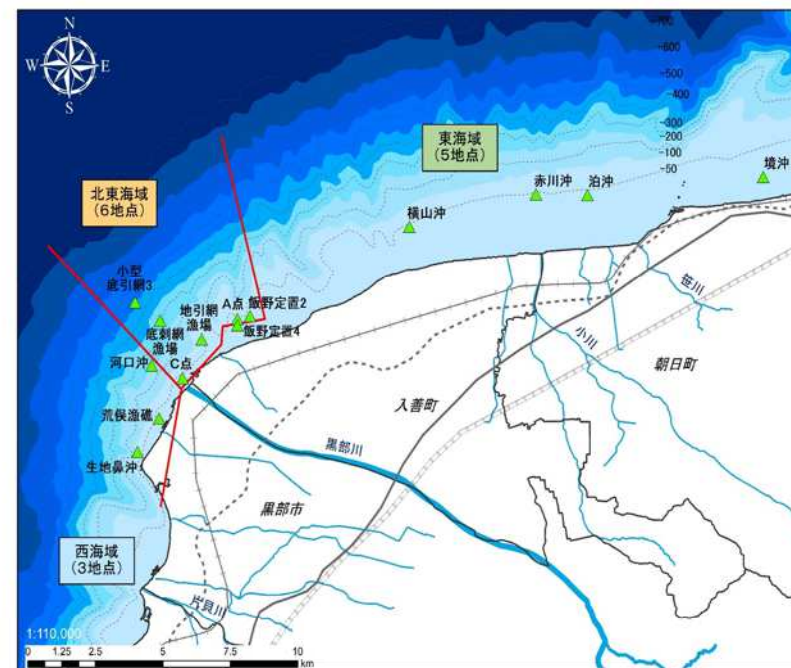 N
W
E
S
-700
-600
-500
-400
-300
-200
-100
-50
東海域
(5地点)
北東海域
(6地点)
境沖
赤川沖
泊沖
横山沖
小型
底引網3
地引網
漁場
A点
飯野定置2
飯野定置4
底刺網
漁場
河口沖
C点
荒俣漁礁
生地鼻沖
笹川
小川
朝日町
入善町
黒部川
黒部市
西海域
(3地点)
片貝川
1:110,000
0 1.25 2.5 5 7.5 10
km